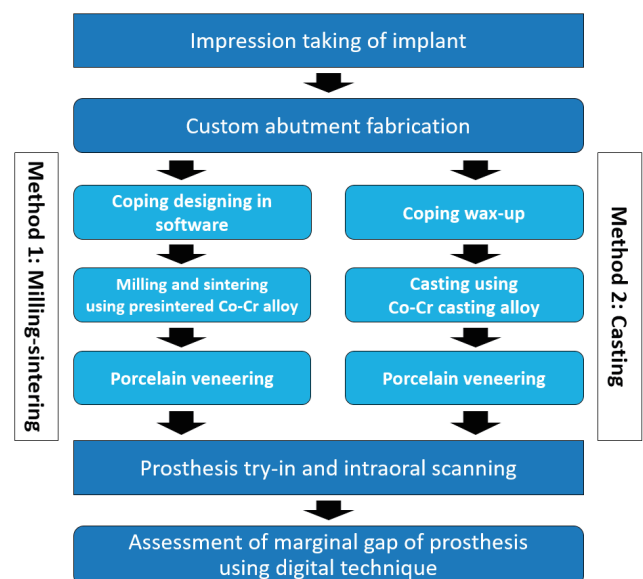 Impression taking of implant
Custom abutment fabrication
Method 1: Milling-sintering
Coping designing in
software
Milling and sintering
using presintered Co-Cr alloy
Porcelain veneering
Coping wax-up
Casting using
Co-Cr casting alloy
Porcelain veneering
Method 2: Casting
Prosthesis try-in and intraoral scanning
Assessment of marginal gap of prosthesis
using digital technique